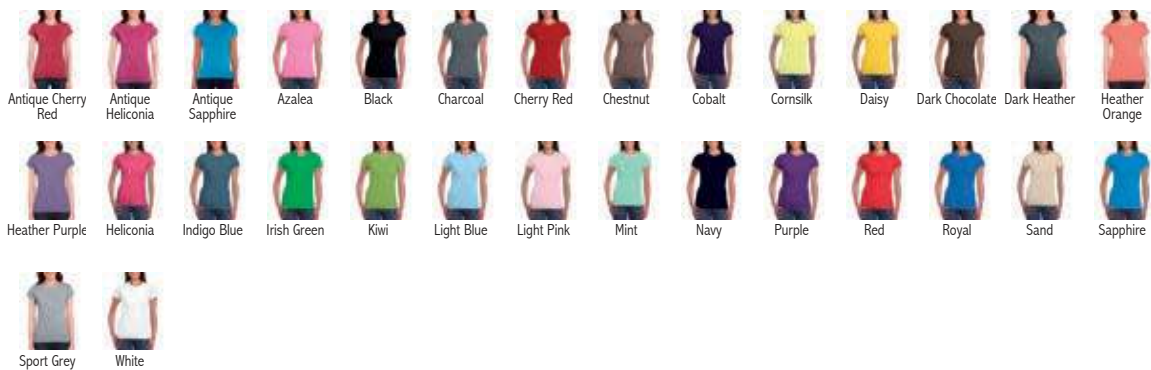 Antique Cherry Red
Antique Heliconia
Antique Sapphire
Azalea
Black
Charcoal
Cherry Red
Chestnut
Cobalt
Cornsilk
Daisy
Dark Chocolate
Dark Heather
Heather Orange
Heather Purple
Heliconia
Indigo Blue
Irish Green
Kiwi
Light Blue
Light Pink
Mint
Navy
Purple
Red
Royal
Sand
Sapphire
Sport Grey
White